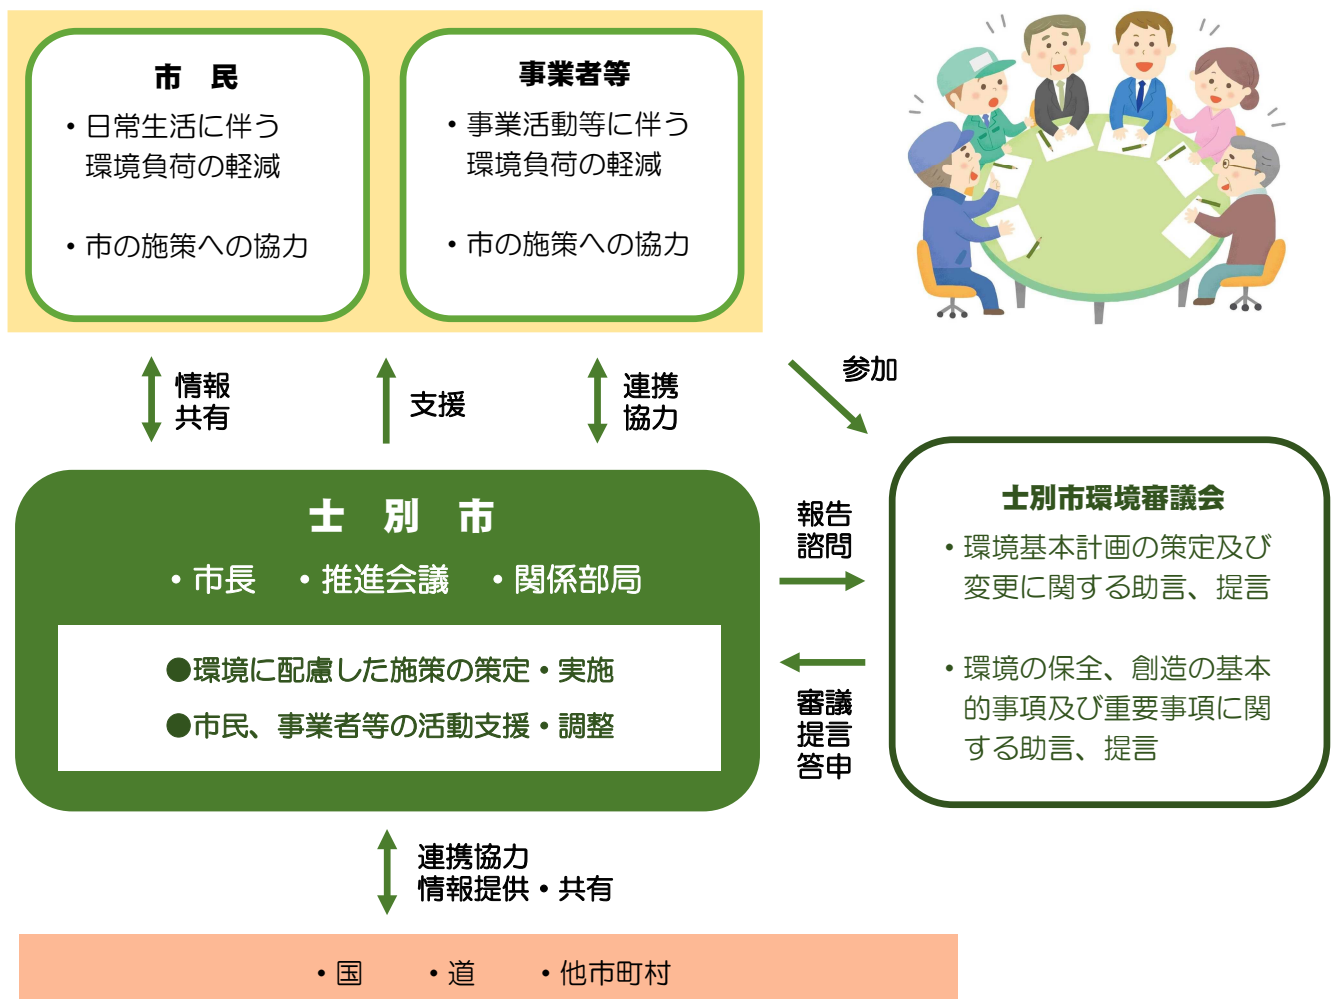 市　民
・日常生活に伴う
環境負荷の軽減
・市の施策への協力
事業者等
・事業活動等に伴う
環境負荷の軽減
・市の施策への協力
情報
共有
支援
連携
協力
参加
士　別　市
・市長　・推進会議　・関係部局
●環境に配慮した施策の策定・実施
●市民、事業者等の活動支援・調整
報告
諮問
審議
提言
答申
士別市環境審議会
・環境基本計画の策定及び
変更に関する助言、提言
・環境の保全、創造の基本
的事項及び重要事項に関
する助言、提言
連携協力
情報提供・共有
・国　・道　・他市町村